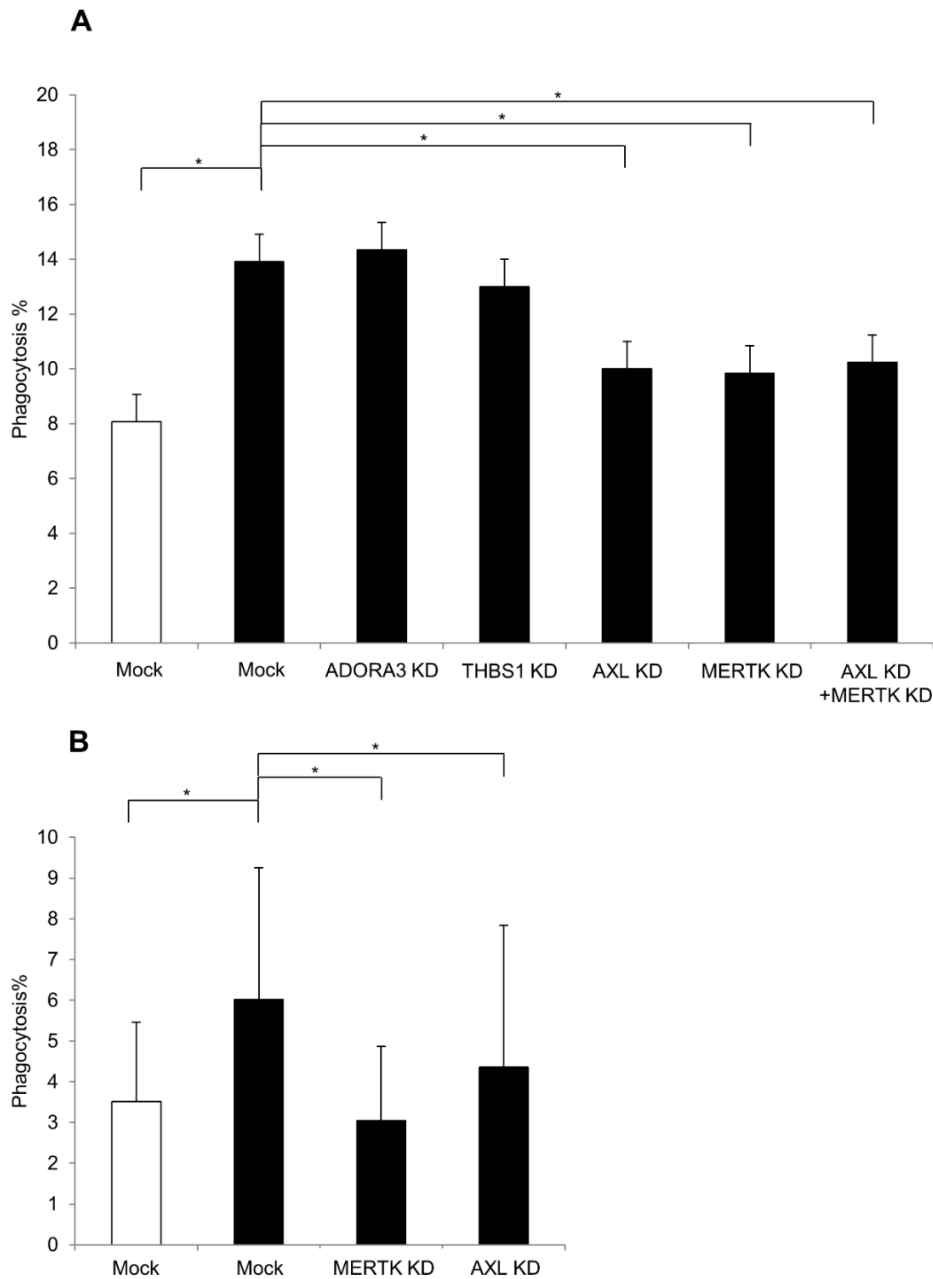 A
*
*
*
*
20
18
16
14
12
10
8
6
4
2
0
Phagocytosis %
Mock
Mock
ADORA3 KD
THBS1 KD
AXL KD
MERTK KD
AXL KD
+MERTK KD
B
*
*
*
10
9
8
7
6
5
4
3
2
1
0
Phagocytosis%
Mock
Mock
MERTK KD
AXL KD